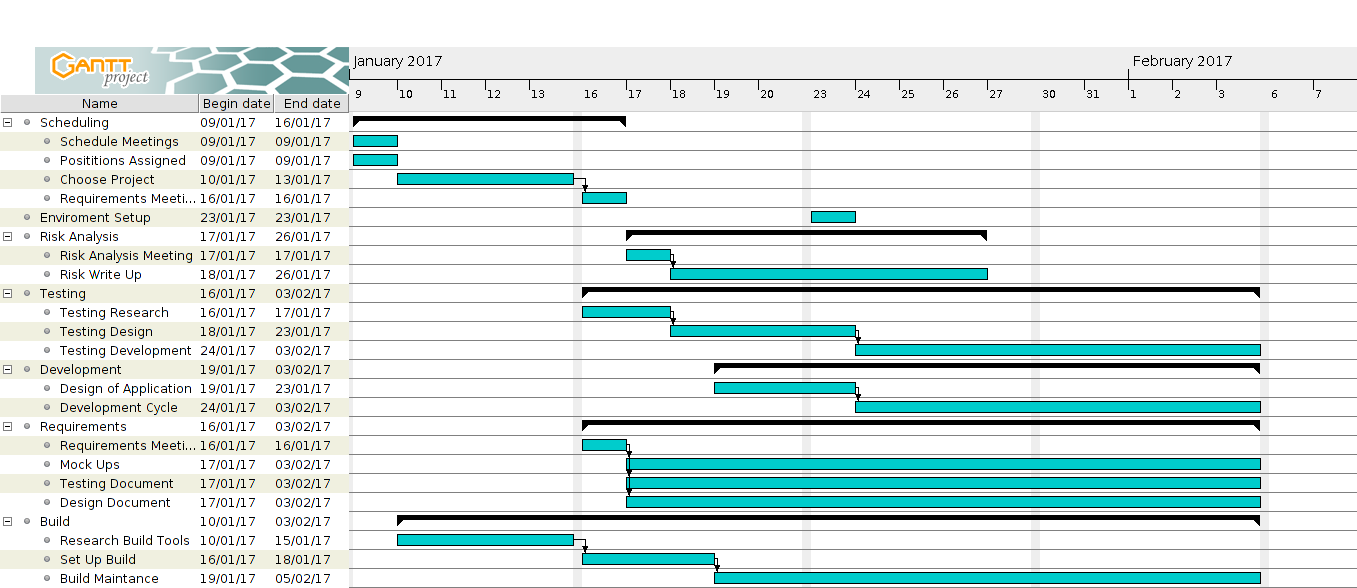 GANTT
project
January 2017 February 2017
9 10 11 12 13 16 17 18 19 20 23 24 25 26 27 30 31 1 2 3 6 7
Name Begin date End date
Scheduling 09/01/17 16/01/17
Schedule Meetings 09/01/17 09/01/17
Posititions Assigned 09/01/17 09/01/17
Choose Project 10/01/17 13/01/17
Requirements Meeti... 16/01/17 16/01/17
Enviroment Setup 23/01/17 23/01/17
Risk Analysis 17/01/17 26/01/17
Risk Analysis Meeting 17/01/17 17/01/17
Risk Write Up 18/01/17 26/01/17
Testing 16/01/17 03/02/17
Testing Research 16/01/17 17/01/17
Testing Design 18/01/17 23/01/17
Testing Development 24/01/17 03/02/17
Development 19/01/17 03/02/17
Design of Application 19/01/17 23/01/17
Development Cycle 24/01/17 03/02/17
Requirements 16/01/17 03/02/17
Requirements Meeti... 16/01/17 16/01/17
Mock Ups 17/01/17 03/02/17
Testing Document 17/01/17 03/02/17
Design Document 17/01/17 03/02/17
Build 10/01/17 03/02/17
Research Build Tools 10/01/17 15/01/17
Set Up Build 16/01/17 18/01/17
Build Maintance 19/01/17 05/02/17